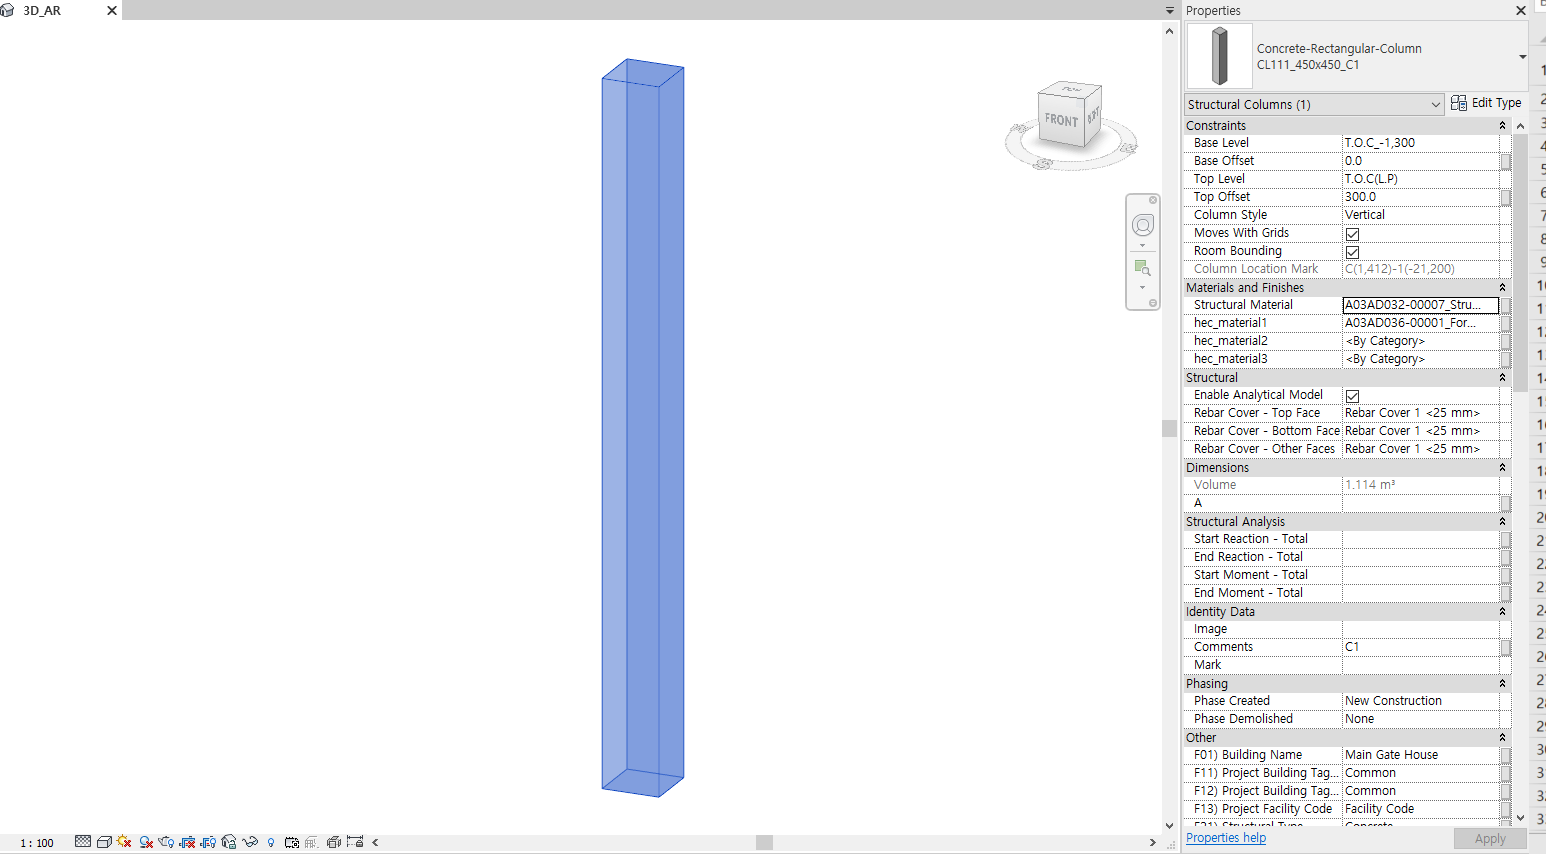 3D_AR
FRONT
1 : 100
Properties
Concrete-Rectangular-Column
CL111_450x450_C1
Structural Columns (1)
Edit Type
Constraints
Base Level T.O.C_-1,300
Base Offset 0.0
Top Level T.O.C(L.P)
Top Offset 300.0
Column Style Vertical
Moves With Grids
Room Bounding
Column Location Mark C(1,412)-1(-21,200)
Materials and Finishes
Structural Material A03AD032-00007_Stru...
hec_material1 A03AD036-00001_For...
hec_material2 <By Category>
hec_material3 <By Category>
Structural
Enable Analytical Model
Rebar Cover - Top Face Rebar Cover 1 <25 mm>
Rebar Cover - Bottom Face Rebar Cover 1 <25 mm>
Rebar Cover - Other Faces Rebar Cover 1 <25 mm>
Dimensions
Volume 1.114 m³
A
Structural Analysis
Start Reaction - Total
End Reaction - Total
Start Moment - Total
End Moment - Total
Identity Data
Image
Comments C1
Mark
Phasing
Phase Created New Construction
Phase Demolished None
Other
F01) Building Name Main Gate House
F11) Project Building Tag... Common
F12) Project Building Tag... Common
F13) Project Facility Code Facility Code
Properties help
Apply